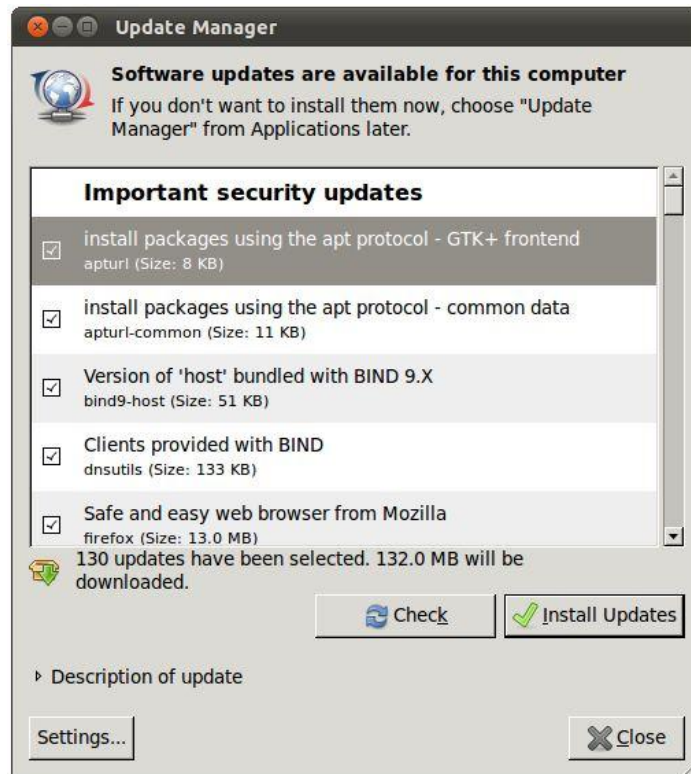 Update Manager
Software updates are available for this computer
If you don't want to install them now, choose "Update
Manager" from Applications later.
Important security updates
install packages using the apt protocol - GTK+ frontend
apturl (Size: 8 KB)
install packages using the apt protocol - common data
apturl-common (Size: 11 KB)
Version of 'host' bundled with BIND 9.X
bind9-host (Size: 51 KB)
Clients provided with BIND
dnsutils (Size: 133 KB)
Safe and easy web browser from Mozilla
firefox (Size: 13.0 MB)
130 updates have been selected. 132.0 MB will be
downloaded.
Check
Install Updates
Description of update
Settings...
Close